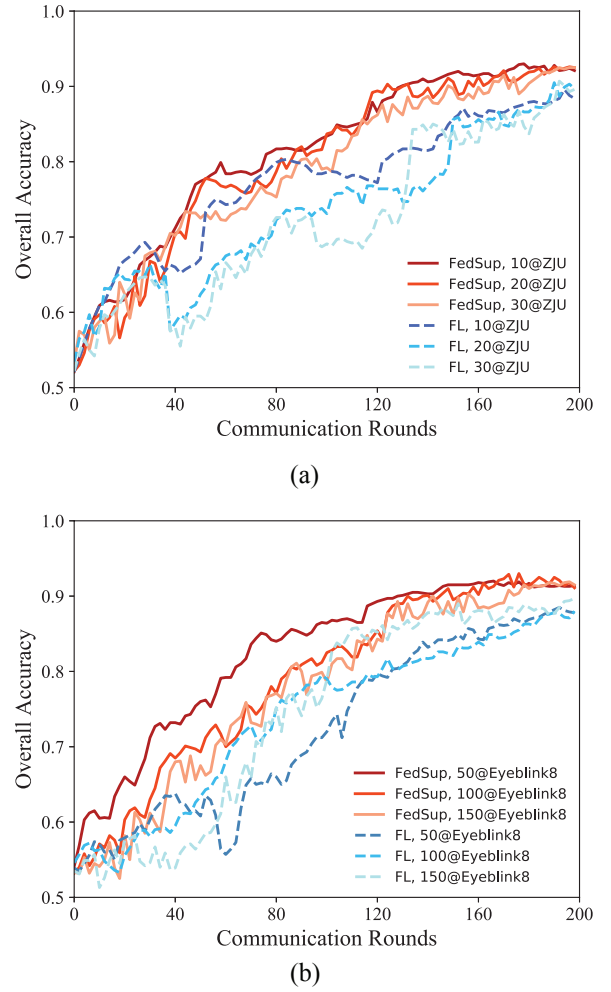 1.0
0.9
0.8
0.7
0.6
0.5
Overall Accuracy
FedSup, 10@ZJU
FedSup, 20@ZJU
FedSup, 30@ZJU
FL, 10@ZJU
FL, 20@ZJU
FL, 30@ZJU
0 40 80 120 160 200
Communication Rounds
(a)
1.0
0.9
0.8
0.7
0.6
0.5
Overall Accuracy
FedSup, 50@Eyeblink8
FedSup, 100@Eyeblink8
FedSup, 150@Eyeblink8
FL, 50@Eyeblink8
FL, 100@Eyeblink8
FL, 150@Eyeblink8
0 40 80 120 160 200
Communication Rounds
(b)